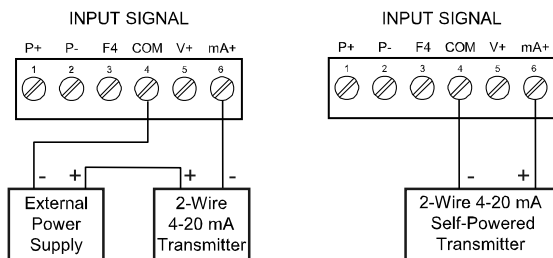 INPUT SIGNAL
P+ P- F4 COM V+ mA+
1 2 3 4 5 6
- + + -
External
Power
Supply
2-Wire
4-20 mA
Transmitter
INPUT SIGNAL
P+ P- F4 COM V+ mA+
1 2 3 4 5 6
- +
2-Wire 4-20 mA
Self-Powered
Transmitter